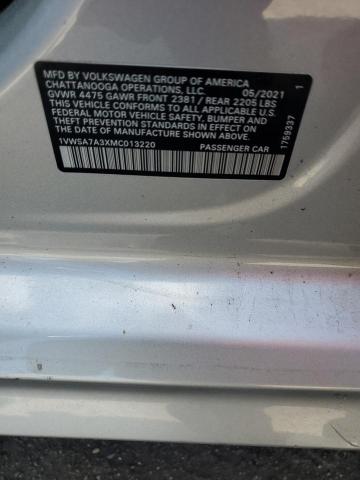 MFD BY VOLKSWAGEN GROUP OF AMERICA
CHATTANOOGA OPERATIONS, LLC. 05/2021
GVWR 4475 GAWR FRONT 2381 / REAR 2205 LBS
THIS VEHICLE CONFORMS TO ALL APPLICABLE U.S.
FEDERAL MOTOR VEHICLE SAFETY, BUMPER AND
THEFT PREVENTION STANDARDS IN EFFECT ON THE
DATE OF MANUFACTURE SHOWN ABOVE
1VWSA7A3XMC013220 PASSENGER CAR
1759337 1